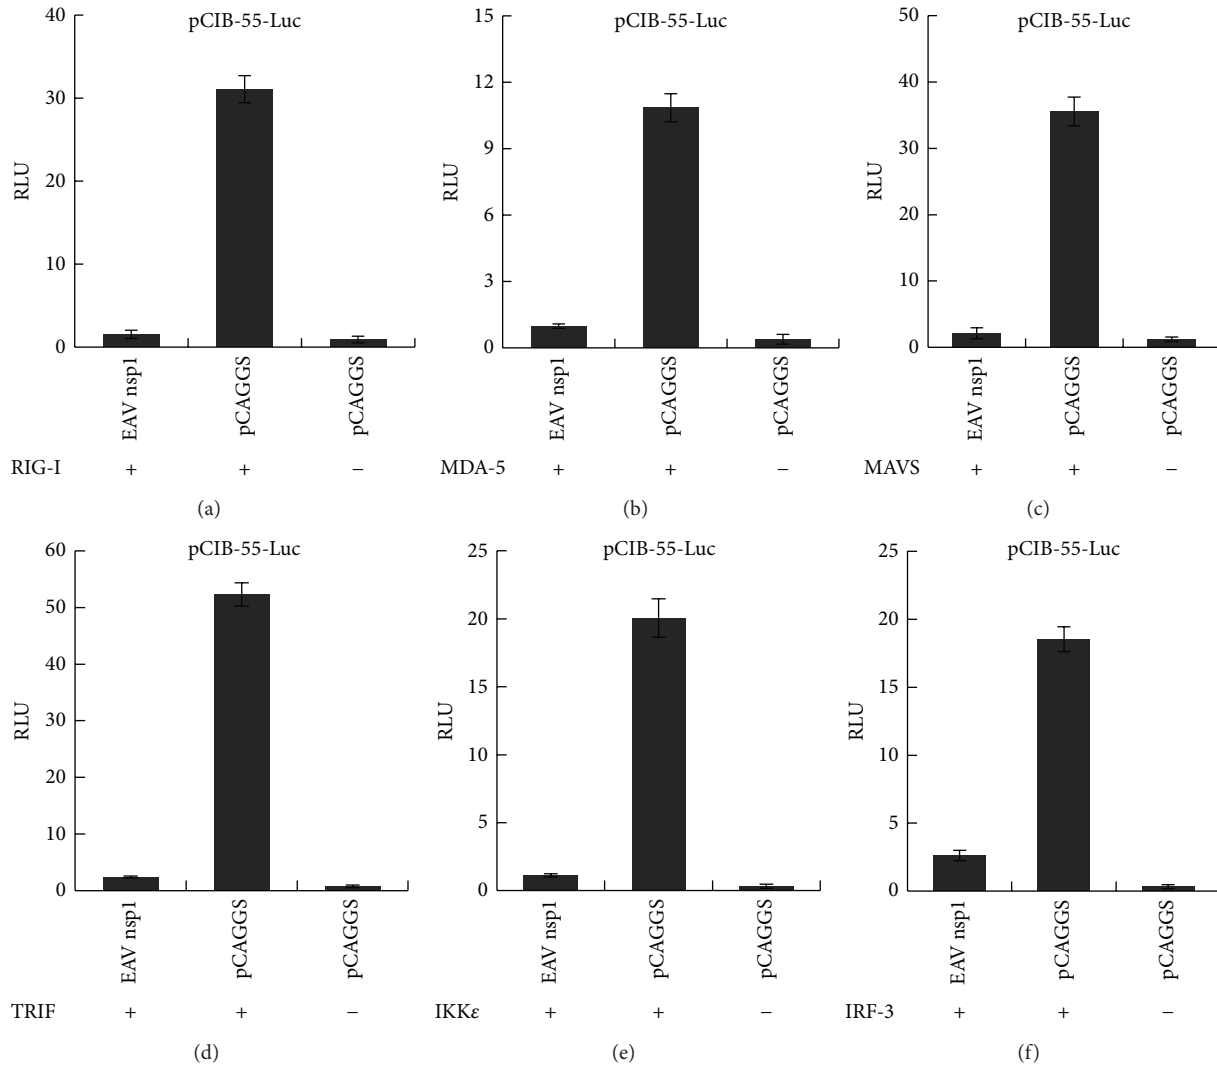 pCIB-55-Luc
40
30
20
10
0
RLU
EAV nsp1
pCAGGS
pCAGGS
RIG-I + + −
(a)
pCIB-55-Luc
15
12
9
6
3
0
RLU
EAV nsp1
pCAGGS
pCAGGS
MDA-5 + + −
(b)
pCIB-55-Luc
50
40
30
20
10
0
RLU
EAV nsp1
pCAGGS
pCAGGS
MAVS + + −
(c)
pCIB-55-Luc
60
50
40
30
20
10
0
RLU
EAV nsp1
pCAGGS
pCAGGS
TRIF + + −
(d)
pCIB-55-Luc
25
20
15
10
5
0
RLU
EAV nsp1
pCAGGS
pCAGGS
IKKε + + −
(e)
pCIB-55-Luc
25
20
15
10
5
0
RLU
EAV nsp1
pCAGGS
pCAGGS
IRF-3 + + −
(f)